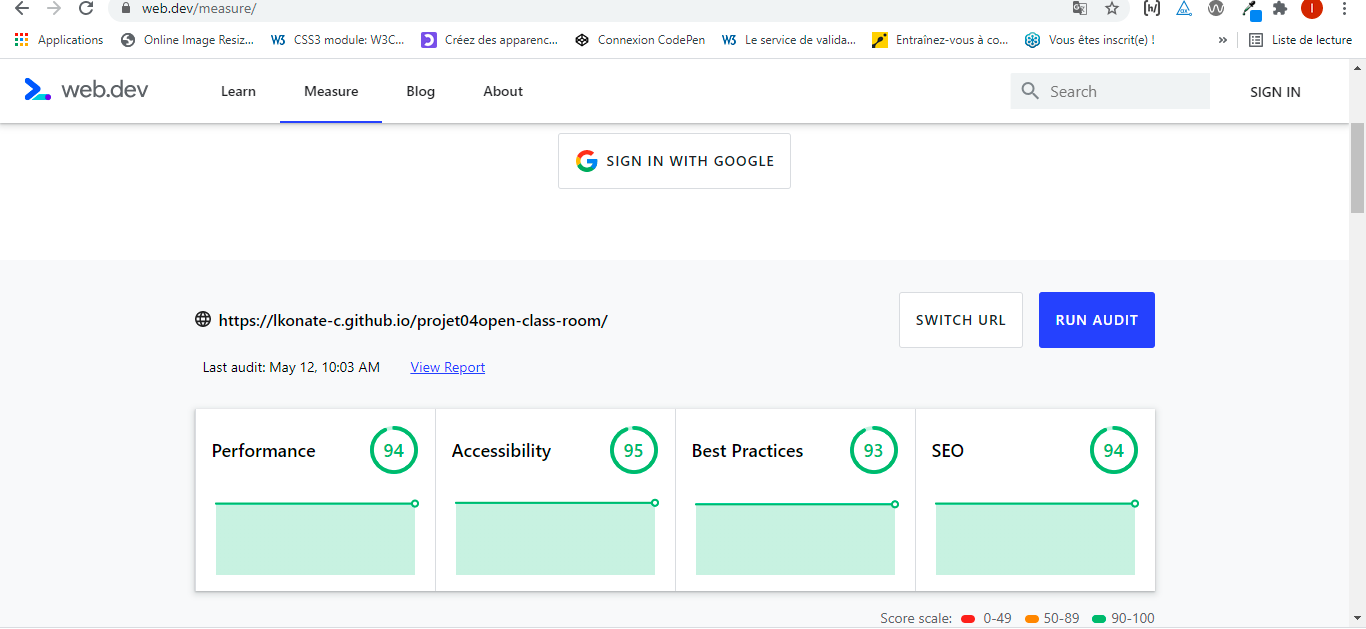 web.dev/measure/
Applications Online Image Resiz... CSS3 module: W3C... Créez des apparenc... Connexion CodePen Le service de valida... Entraînez-vous à co... Vous êtes inscrit(e) ! » Liste de lecture
web.dev Learn Measure Blog About Search SIGN IN
SIGN IN WITH GOOGLE
https://lkonate-c.github.io/projet04open-class-room/ SWITCH URL RUN AUDIT
Last audit: May 12, 10:03 AM View Report
Performance 94 Accessibility 95 Best Practices 93 SEO 94
Score scale: 0-49 50-89 90-100